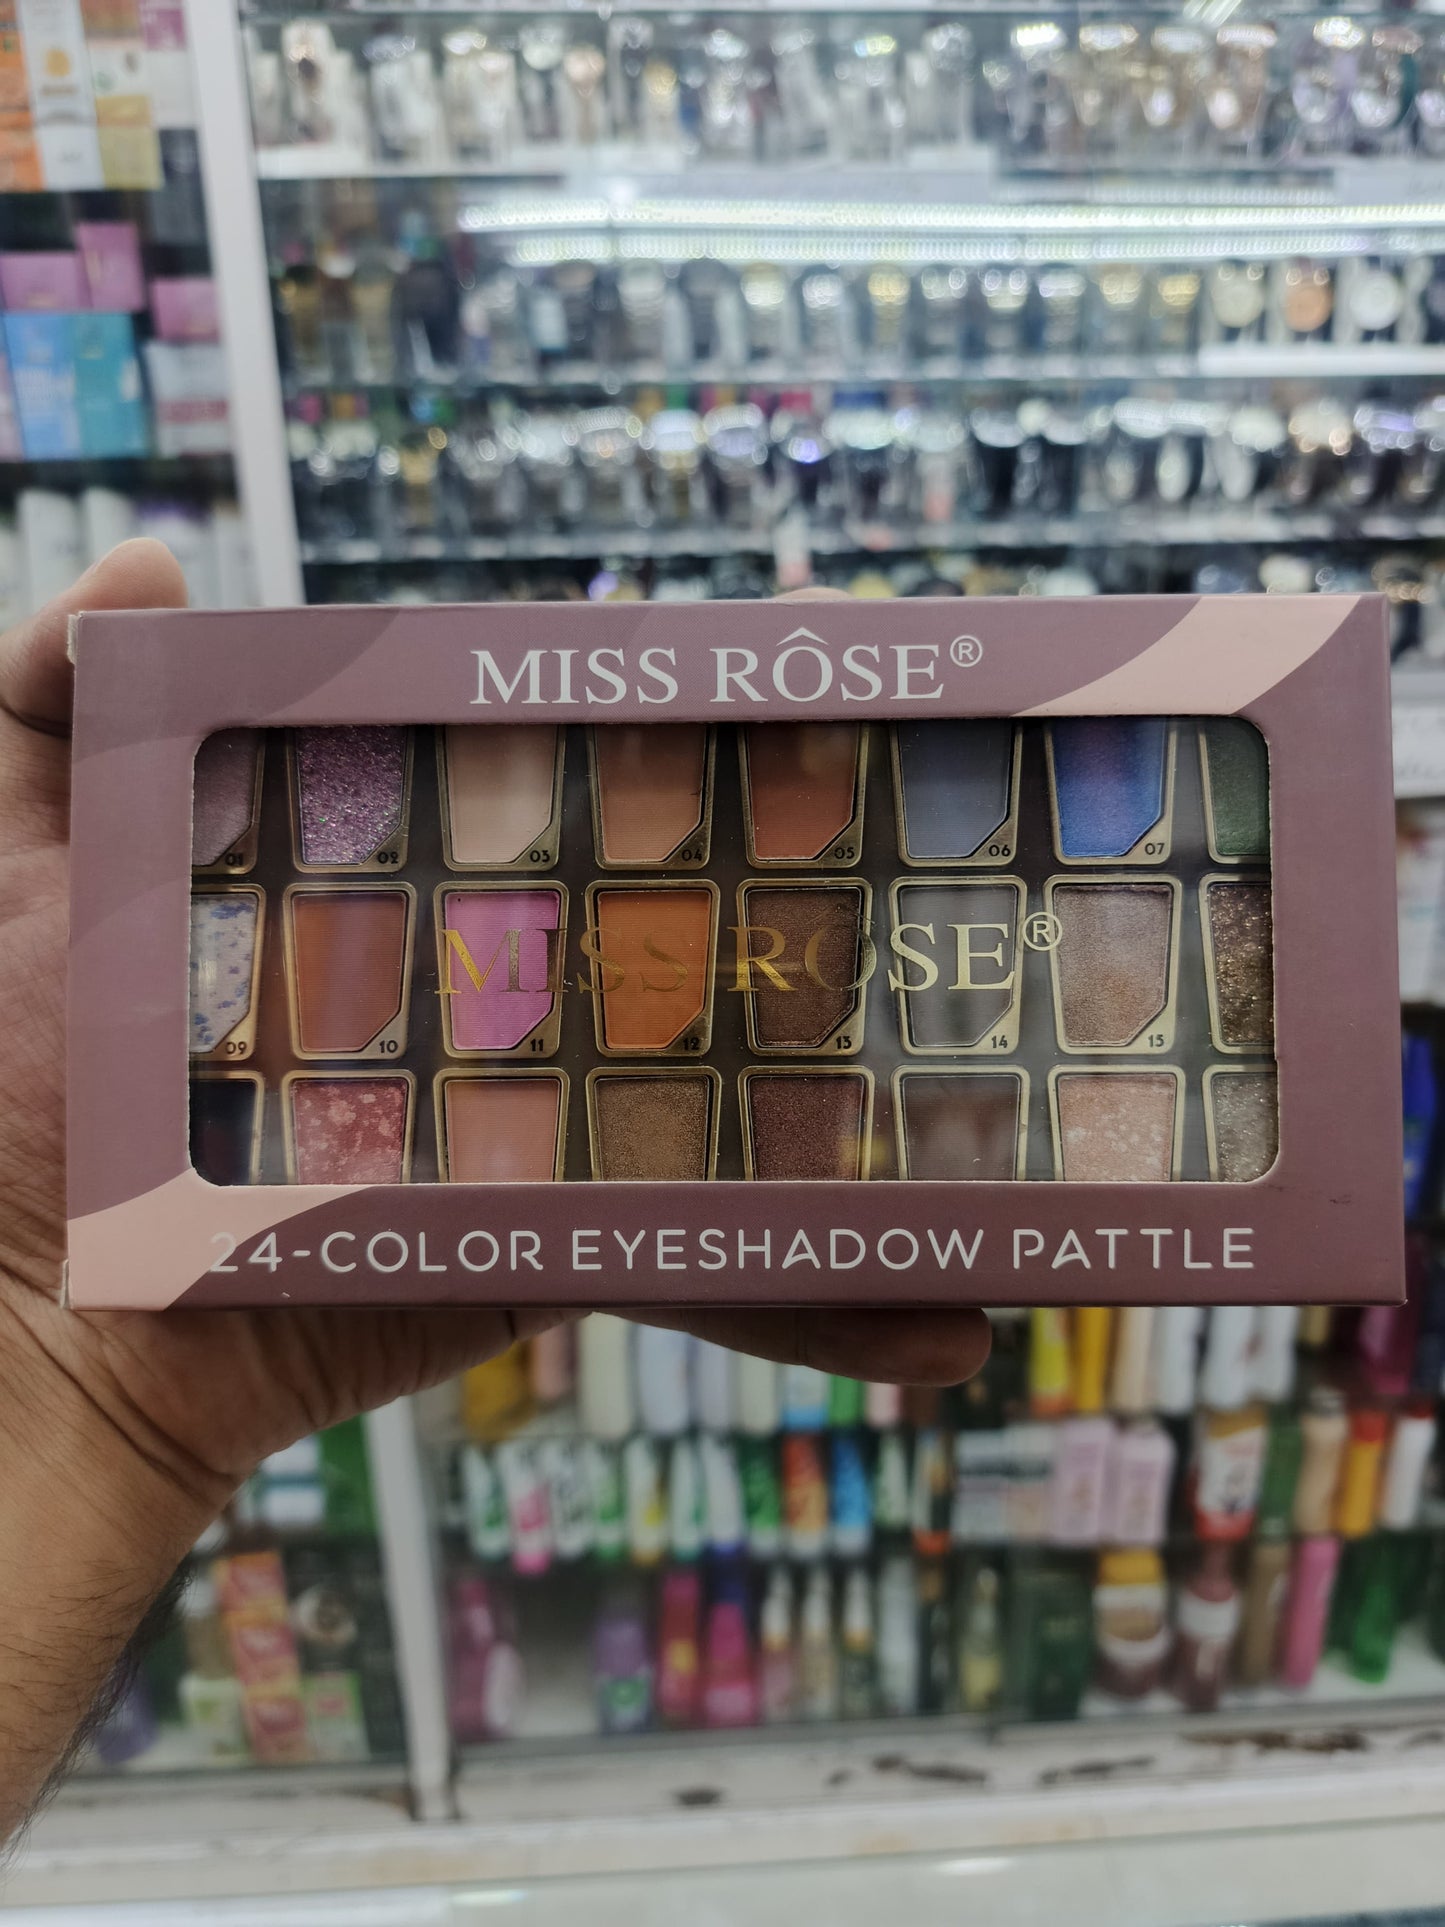 MISS RÔSE®
01 02 03 04 05 06 07
MISS RÔSE®
09 10 11 12 13 14 15
24-COLOR EYESHADOW PATTLE